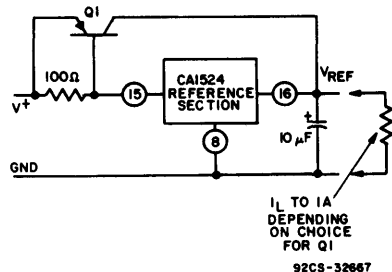 Q1
100Ω
V+
15
CA1524
REFERENCE
SECTION
16
VREF
8
+
10 μF
GND
IL TO 1A
DEPENDING
ON CHOICE
FOR Q1
92CS-32667